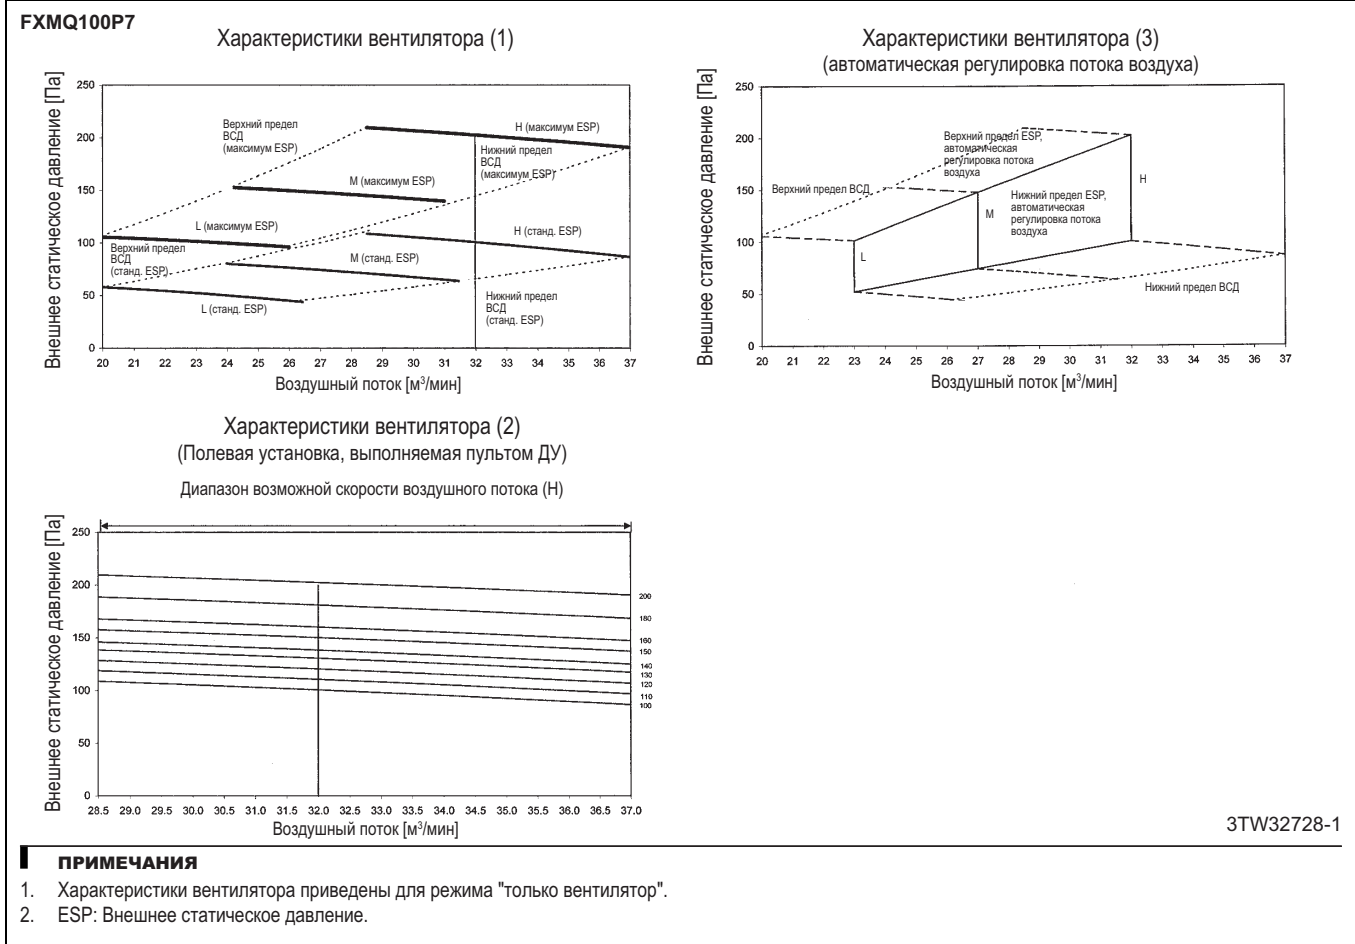 FXMQ100P7
Характеристики вентилятора (1)
Внешнее статическое давление [Па]
250
200
150
100
50
0
Верхний предел
ВСД
(максимум ESP)
H (максимум ESP)
Нижний предел
ВСД
(максимум ESP)
M (максимум ESP)
L (максимум ESP)
Верхний предел
ВСД
(станд. ESP)
H (станд. ESP)
M (станд. ESP)
L (станд. ESP)
Нижний предел
ВСД
(станд. ESP)
20 21 22 23 24 25 26 27 28 29 30 31 32 33 34 35 36 37
Воздушный поток [м³/мин]
Характеристики вентилятора (3)
(автоматическая регулировка потока воздуха)
Внешнее статическое давление [Па]
250
200
150
100
50
0
Верхний предел ESP,
автоматическая
регулировка потока
воздуха
Верхний предел ВСД
Нижний предел ESP,
автоматическая
регулировка потока
воздуха
H
M
L
Нижний предел ВСД
20 21 22 23 24 25 26 27 28 29 30 31 32 33 34 35 36 37
Воздушный поток [м³/мин]
Характеристики вентилятора (2)
(Полевая установка, выполняемая пультом ДУ)
Диапазон возможной скорости воздушного потока (H)
Внешнее статическое давление [Па]
250
200
150
100
50
0
200
180
160
150
140
130
120
110
100
28.5 29.0 29.5 30.0 30.5 31.0 31.5 32.0 32.5 33.0 33.5 34.0 34.5 35.0 35.5 36.0 36.5 37.0
Воздушный поток [м³/мин]
3TW32728-1
ПРИМЕЧАНИЯ
1. Характеристики вентилятора приведены для режима "только вентилятор".
2. ESP: Внешнее статическое давление.